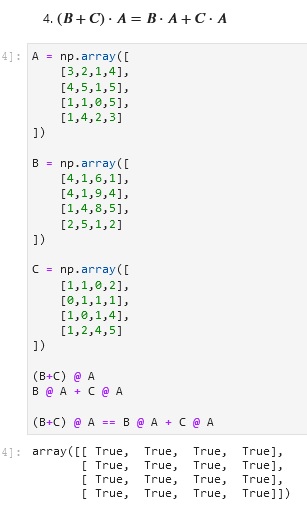 4. (B + C) · A = B · A + C · A
4]: A = np.array([
[3,2,1,4],
[4,5,1,5],
[1,1,0,5],
[1,4,2,3]
])
B = np.array([
[4,1,6,1],
[4,1,9,4],
[1,4,8,5],
[2,5,1,2]
])
C = np.array([
[1,1,0,2],
[0,1,1,1],
[1,0,1,4],
[1,2,4,5]
])
(B+C) @ A
B @ A + C @ A
(B+C) @ A == B @ A + C @ A
4]: array([[ True, True, True, True],
[ True, True, True, True],
[ True, True, True, True],
[ True, True, True, True]])